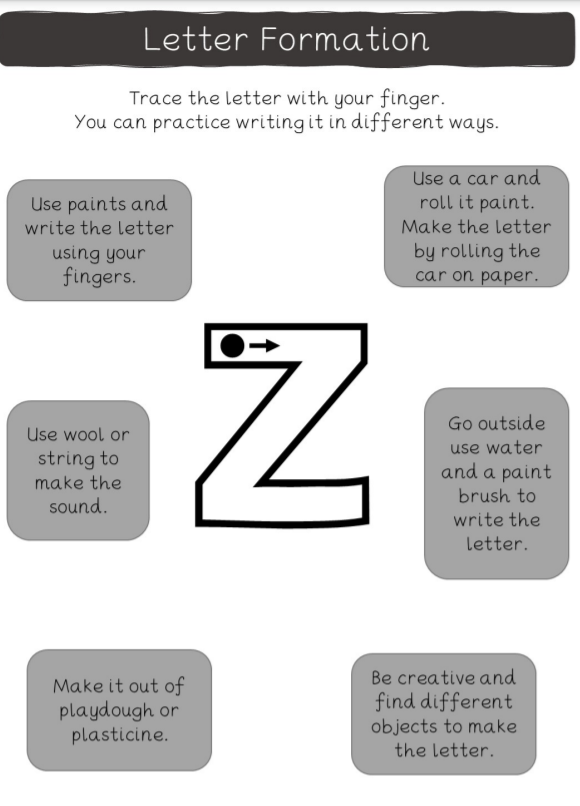 Letter Formation
Trace the letter with your finger.
You can practice writing it in different ways.
Use paints and
write the letter
using your
fingers.
Use a car and
roll it paint.
Make the letter
by rolling the
car on paper.
z
Use wool or
string to
make the
sound.
Go outside
use water
and a paint
brush to
write the
letter.
Make it out of
playdough or
plasticine.
Be creative and
find different
objects to make
the letter.